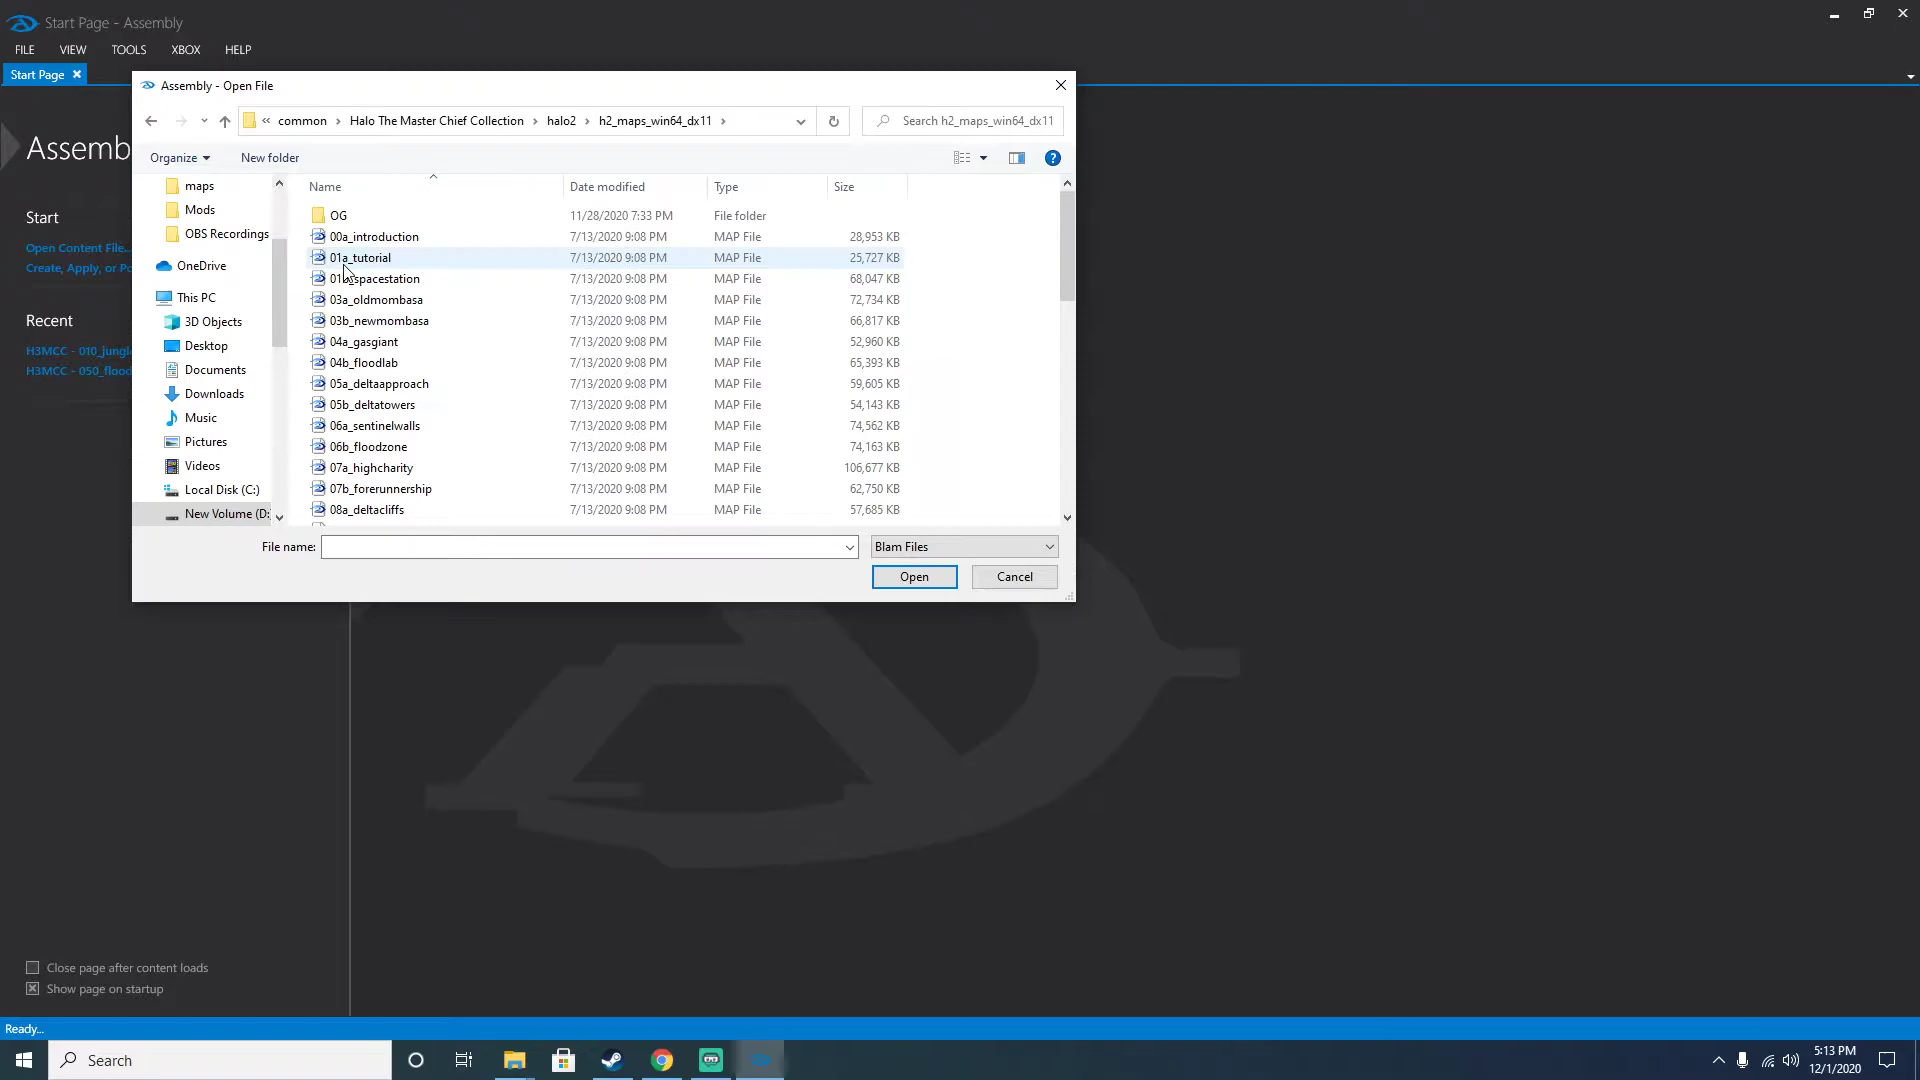 Start Page - Assembly
FILE VIEW TOOLS XBOX HELP
Start Page
Assemb
Start
Open Content File...
Create, Apply, or Po
Recent
H3MCC - 010_jungl
H3MCC - 050_flood
Close page after content loads
Show page on startup
Assembly - Open File
« common › Halo The Master Chief Collection › halo2 › h2_maps_win64_dx11 ›
Search h2_maps_win64_dx11
Organize New folder
maps
Mods
OBS Recordings
OneDrive
This PC
3D Objects
Desktop
Documents
Downloads
Music
Pictures
Videos
Local Disk (C:)
New Volume (D:
Name Date modified Type Size
OG 11/28/2020 7:33 PM File folder
00a_introduction 7/13/2020 9:08 PM MAP File 28,953 KB
01a_tutorial 7/13/2020 9:08 PM MAP File 25,727 KB
01 spacestation 7/13/2020 9:08 PM MAP File 68,047 KB
03a_oldmombasa 7/13/2020 9:08 PM MAP File 72,734 KB
03b_newmombasa 7/13/2020 9:08 PM MAP File 66,817 KB
04a_gasgiant 7/13/2020 9:08 PM MAP File 52,960 KB
04b_floodlab 7/13/2020 9:08 PM MAP File 65,393 KB
05a_deltaapproach 7/13/2020 9:08 PM MAP File 59,605 KB
05b_deltatowers 7/13/2020 9:08 PM MAP File 54,143 KB
06a_sentinelwalls 7/13/2020 9:08 PM MAP File 74,562 KB
06b_floodzone 7/13/2020 9:08 PM MAP File 74,163 KB
07a_highcharity 7/13/2020 9:08 PM MAP File 106,677 KB
07b_forerunnership 7/13/2020 9:08 PM MAP File 62,750 KB
08a_deltacliffs 7/13/2020 9:08 PM MAP File 57,685 KB
File name: Blam Files
Open Cancel
Ready...
Search
5:13 PM
12/1/2020